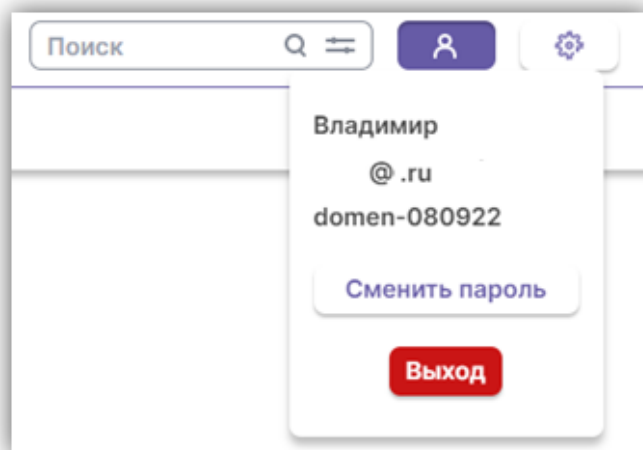 Поиск
Владимир
@ .ru
domen-080922
Сменить пароль
Выход